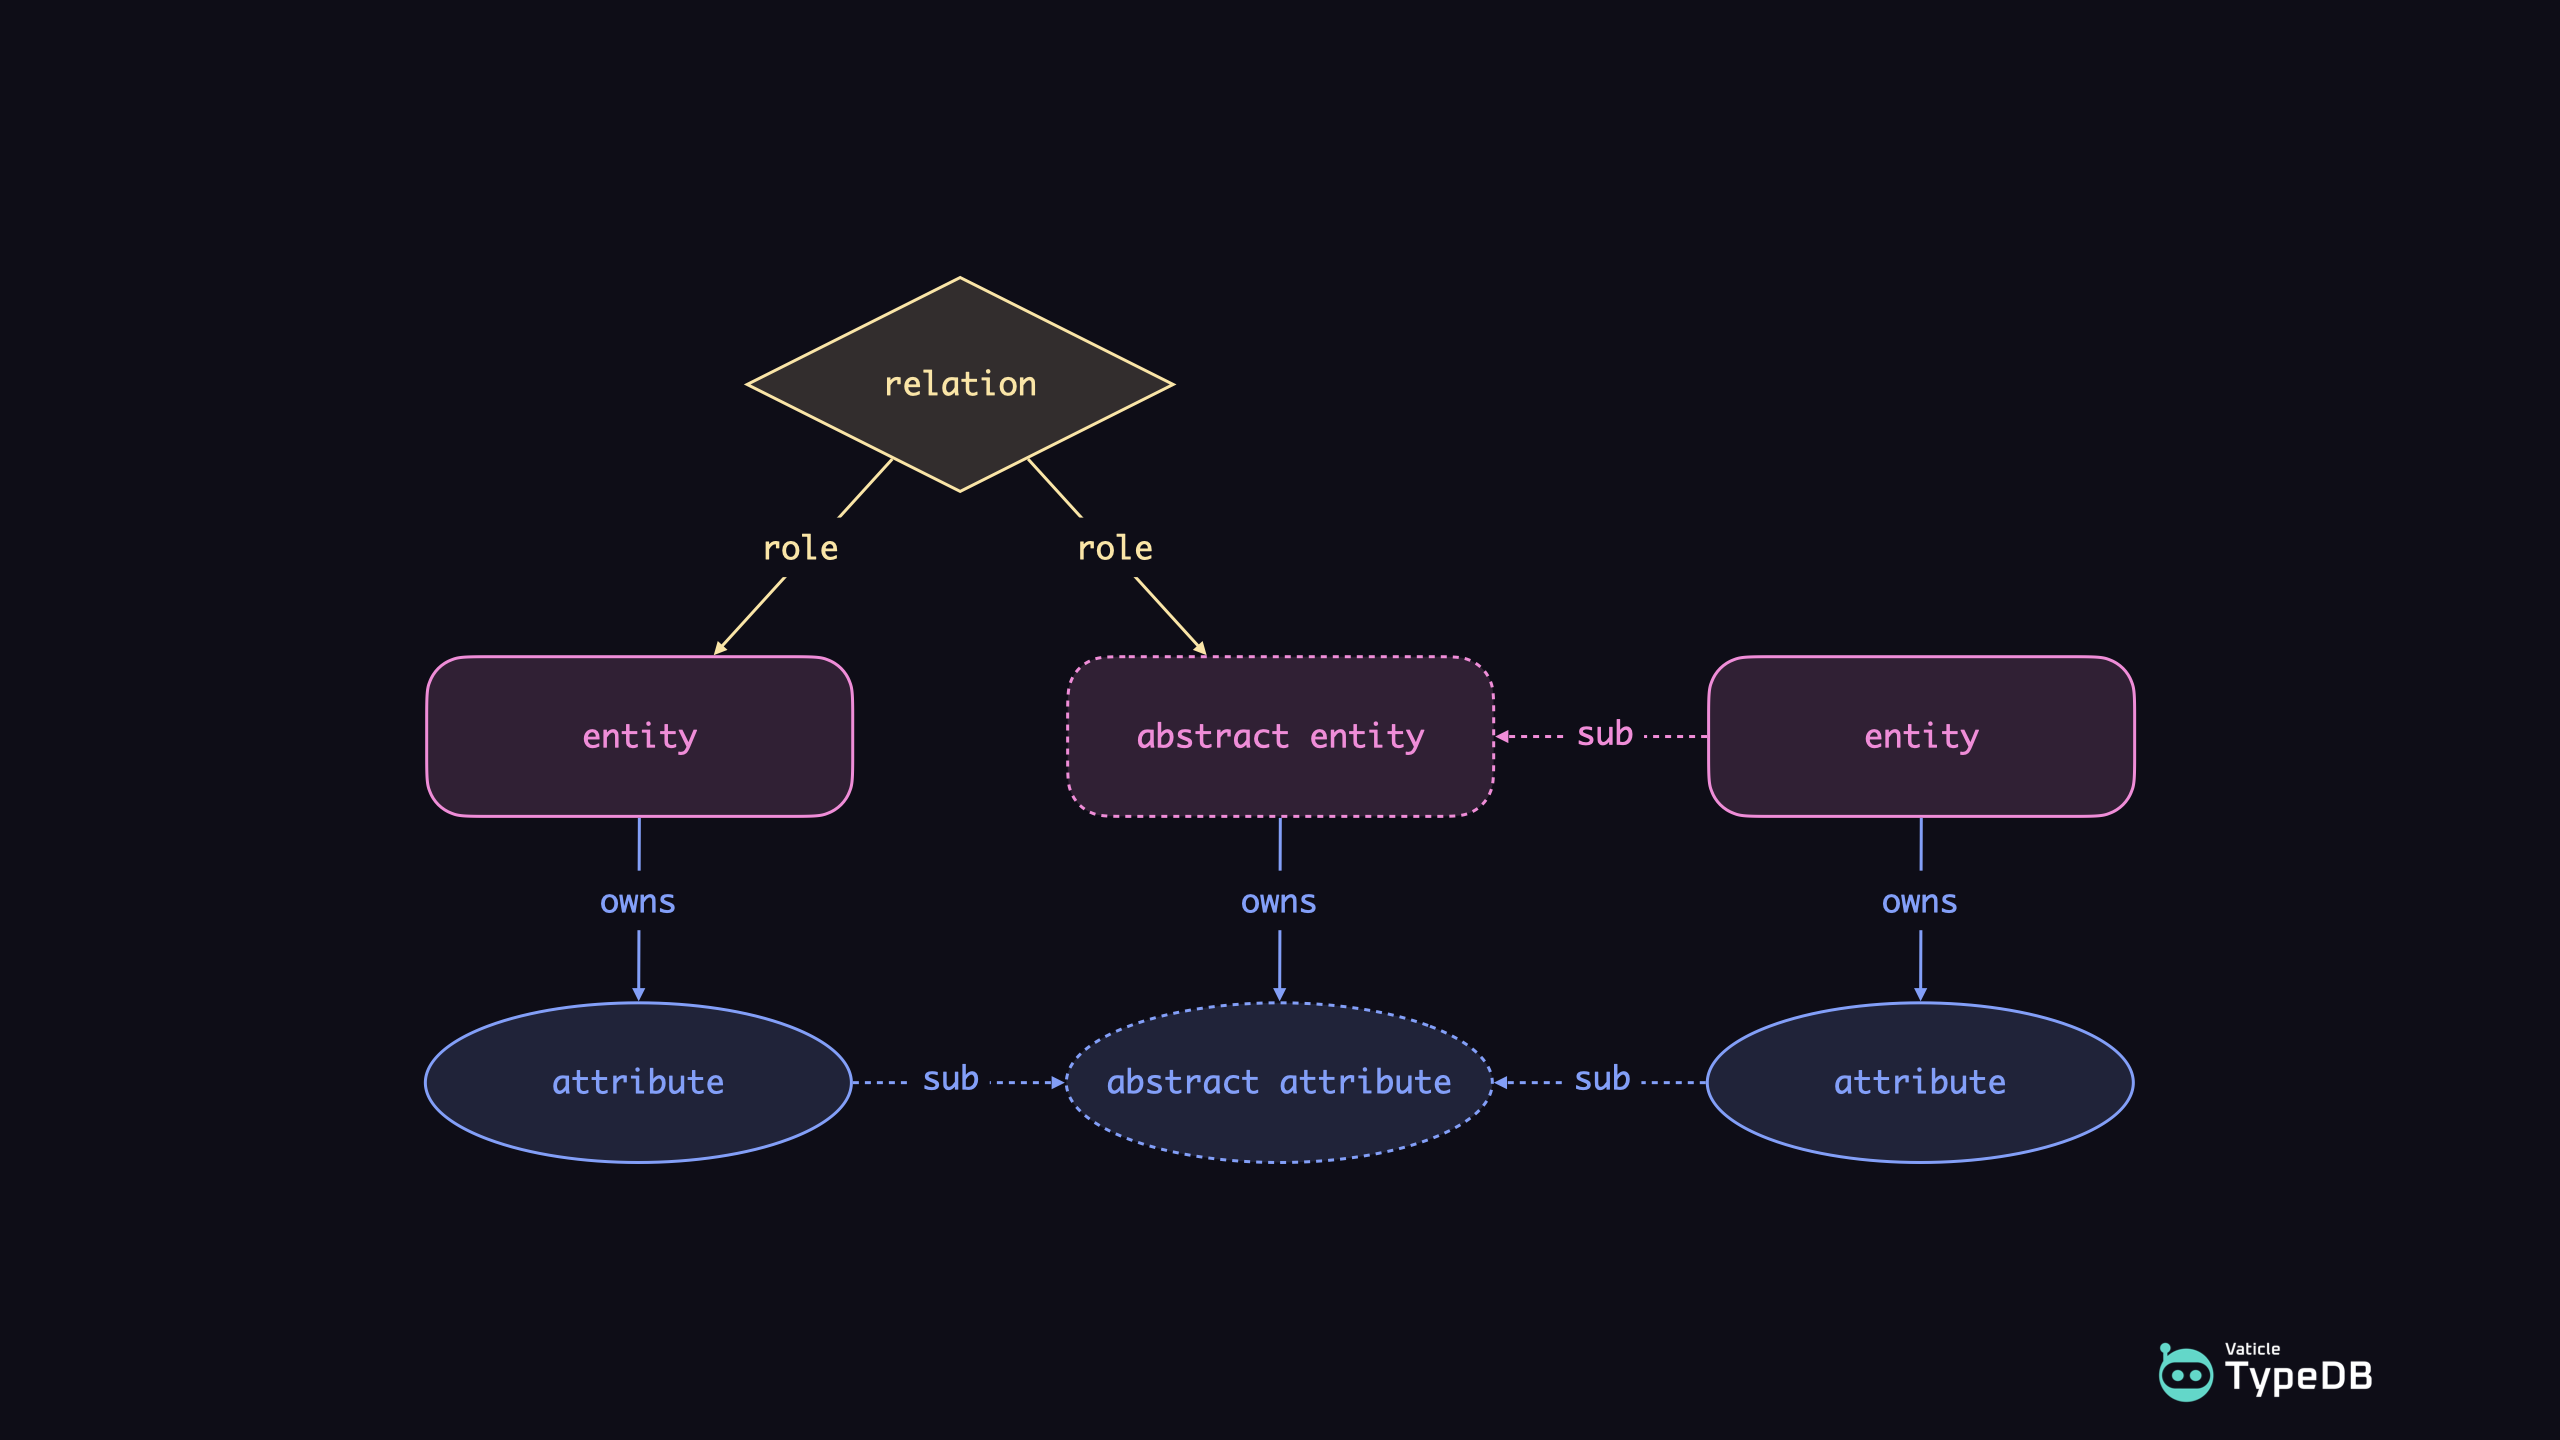 relation
role
role
entity
abstract entity
sub
entity
owns
owns
owns
attribute
sub
abstract attribute
sub
attribute
Vaticle
TypeDB